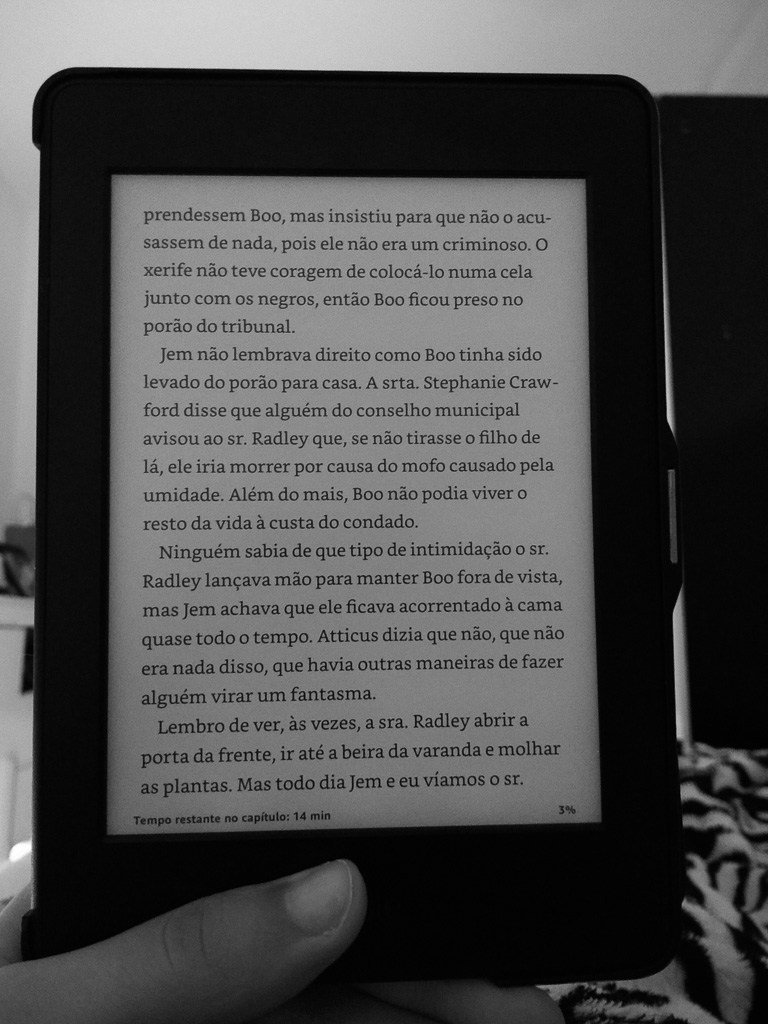 prendessem Boo, mas insistiu para que não o acu-
sassem de nada, pois ele não era um criminoso. O
xerife não teve coragem de colocá-lo numa cela
junto com os negros, então Boo ficou preso no
porão do tribunal.
Jem não lembrava direito como Boo tinha sido
levado do porão para casa. A srta. Stephanie Craw-
ford disse que alguém do conselho municipal
avisou ao sr. Radley que, se não tirasse o filho de
lá, ele iria morrer por causa do mofo causado pela
umidade. Além do mais, Boo não podia viver o
resto da vida à custa do condado.
Ninguém sabia de que tipo de intimidação o sr.
Radley lançava mão para manter Boo fora de vista,
mas Jem achava que ele ficava acorrentado à cama
quase todo o tempo. Atticus dizia que não, que não
era nada disso, que havia outras maneiras de fazer
alguém virar um fantasma.
Lembro de ver, às vezes, a sra. Radley abrir a
porta da frente, ir até a beira da varanda e molhar
as plantas. Mas todo dia Jem e eu víamos o sr.
Tempo restante no capítulo: 14 min 3%